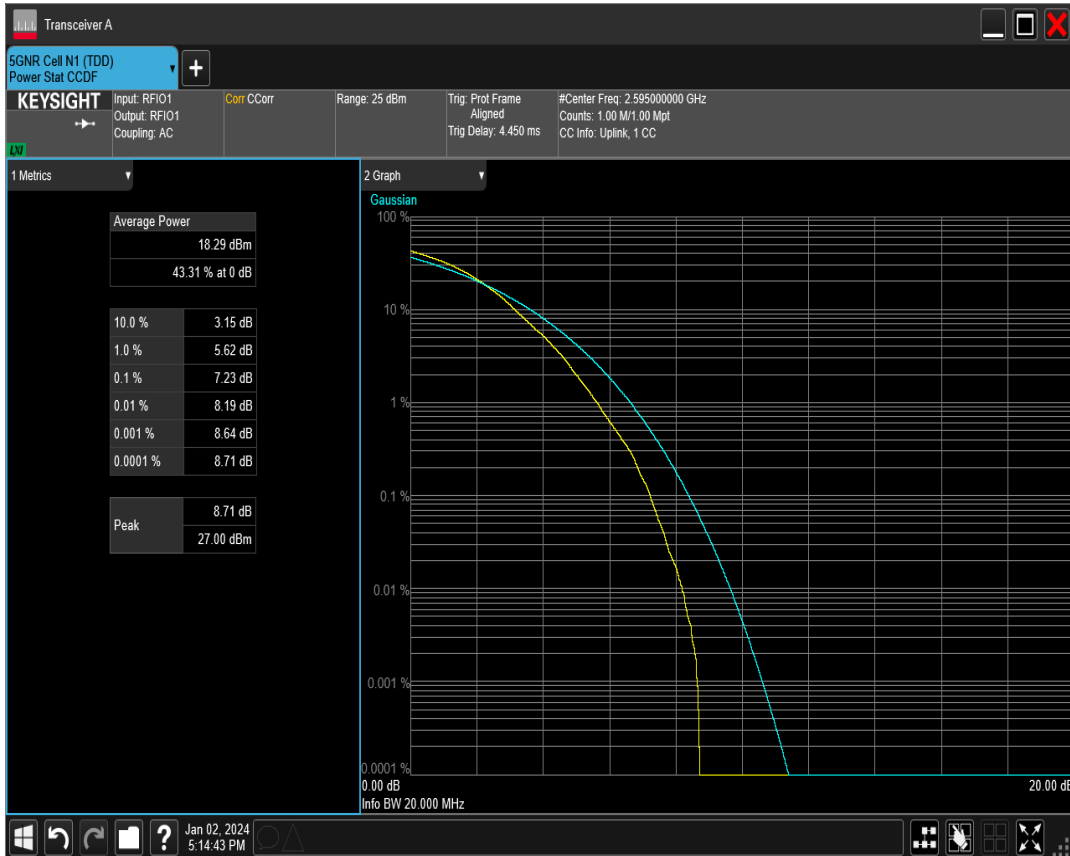 Transceiver A
5GNR Cell N1 (TDD)
Power Stat CCDF
KEYSIGHT
LXI
Input: RFIO1
Output: RFIO1
Coupling: AC
Corr CCorr
Range: 25 dBm
Trig: Prot Frame
Aligned
Trig Delay: 4.450 ms
#Center Freq: 2.595000000 GHz
Counts: 1.00 M/1.00 Mpt
CC Info: Uplink, 1 CC
1 Metrics
Average Power
18.29 dBm
43.31 % at 0 dB
10.0 % 3.15 dB
1.0 % 5.62 dB
0.1 % 7.23 dB
0.01 % 8.19 dB
0.001 % 8.64 dB
0.0001 % 8.71 dB
Peak 8.71 dB
27.00 dBm
2 Graph
Gaussian
100 %
10 %
1 %
0.1 %
0.01 %
0.001 %
0.0001 %
0.00 dB 20.00 dB
Info BW 20.000 MHz
? Jan 02, 2024
5:14:43 PM